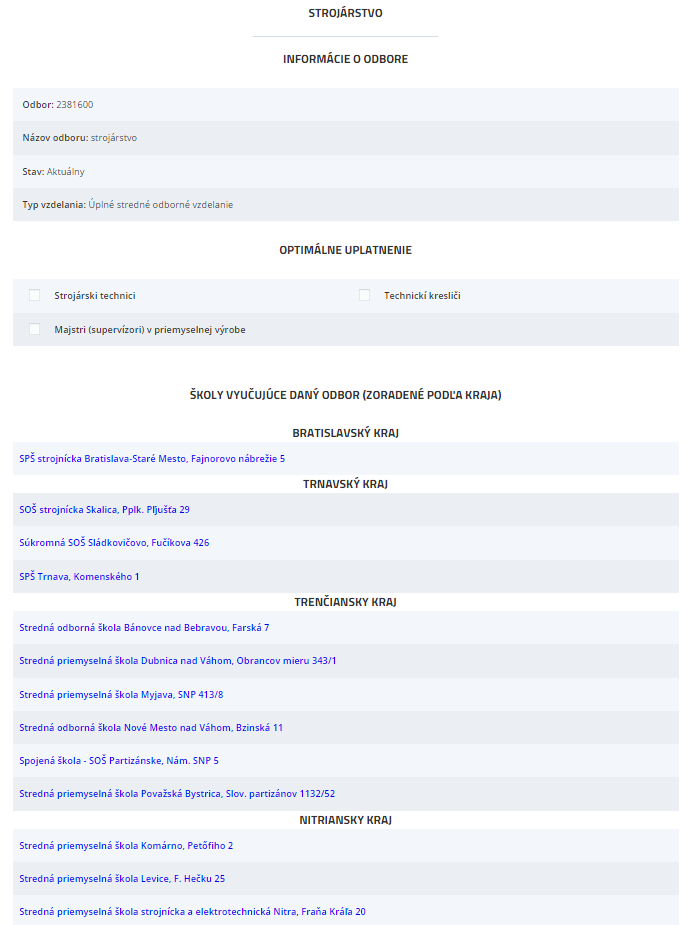 STROJÁRSTVO
INFORMÁCIE O ODBORE
Odbor: 2381600
Názov odboru: strojárstvo
Stav: Aktuálny
Typ vzdelania: Úplné stredné odborné vzdelanie
OPTIMÁLNE UPLATNENIE
Strojárski technici
Technickí kresliči
Majstri (supervízori) v priemyselnej výrobe
ŠKOLY VYUČUJÚCE DANÝ ODBOR (ZORADENÉ PODĽA KRAJA)
BRATISLAVSKÝ KRAJ
SPŠ strojnícka Bratislava-Staré Mesto, Fajnorovo nábrežie 5
TRNAVSKÝ KRAJ
SOŠ strojnícka Skalica, Pplk. Pljušťa 29
Súkromná SOŠ Sládkovičovo, Fučíkova 426
SPŠ Trnava, Komenského 1
TRENČIANSKY KRAJ
Stredná odborná škola Bánovce nad Bebravou, Farská 7
Stredná priemyselná škola Dubnica nad Váhom, Obrancov mieru 343/1
Stredná priemyselná škola Myjava, SNP 413/8
Stredná odborná škola Nové Mesto nad Váhom, Bzinská 11
Spojená škola - SOŠ Partizánske, Nám. SNP 5
Stredná priemyselná škola Považská Bystrica, Slov. partizánov 1132/52
NITRIANSKY KRAJ
Stredná priemyselná škola Komárno, Petőfiho 2
Stredná priemyselná škola Levice, F. Hečku 25
Stredná priemyselná škola strojnícka a elektrotechnická Nitra, Fraňa Kráľa 20